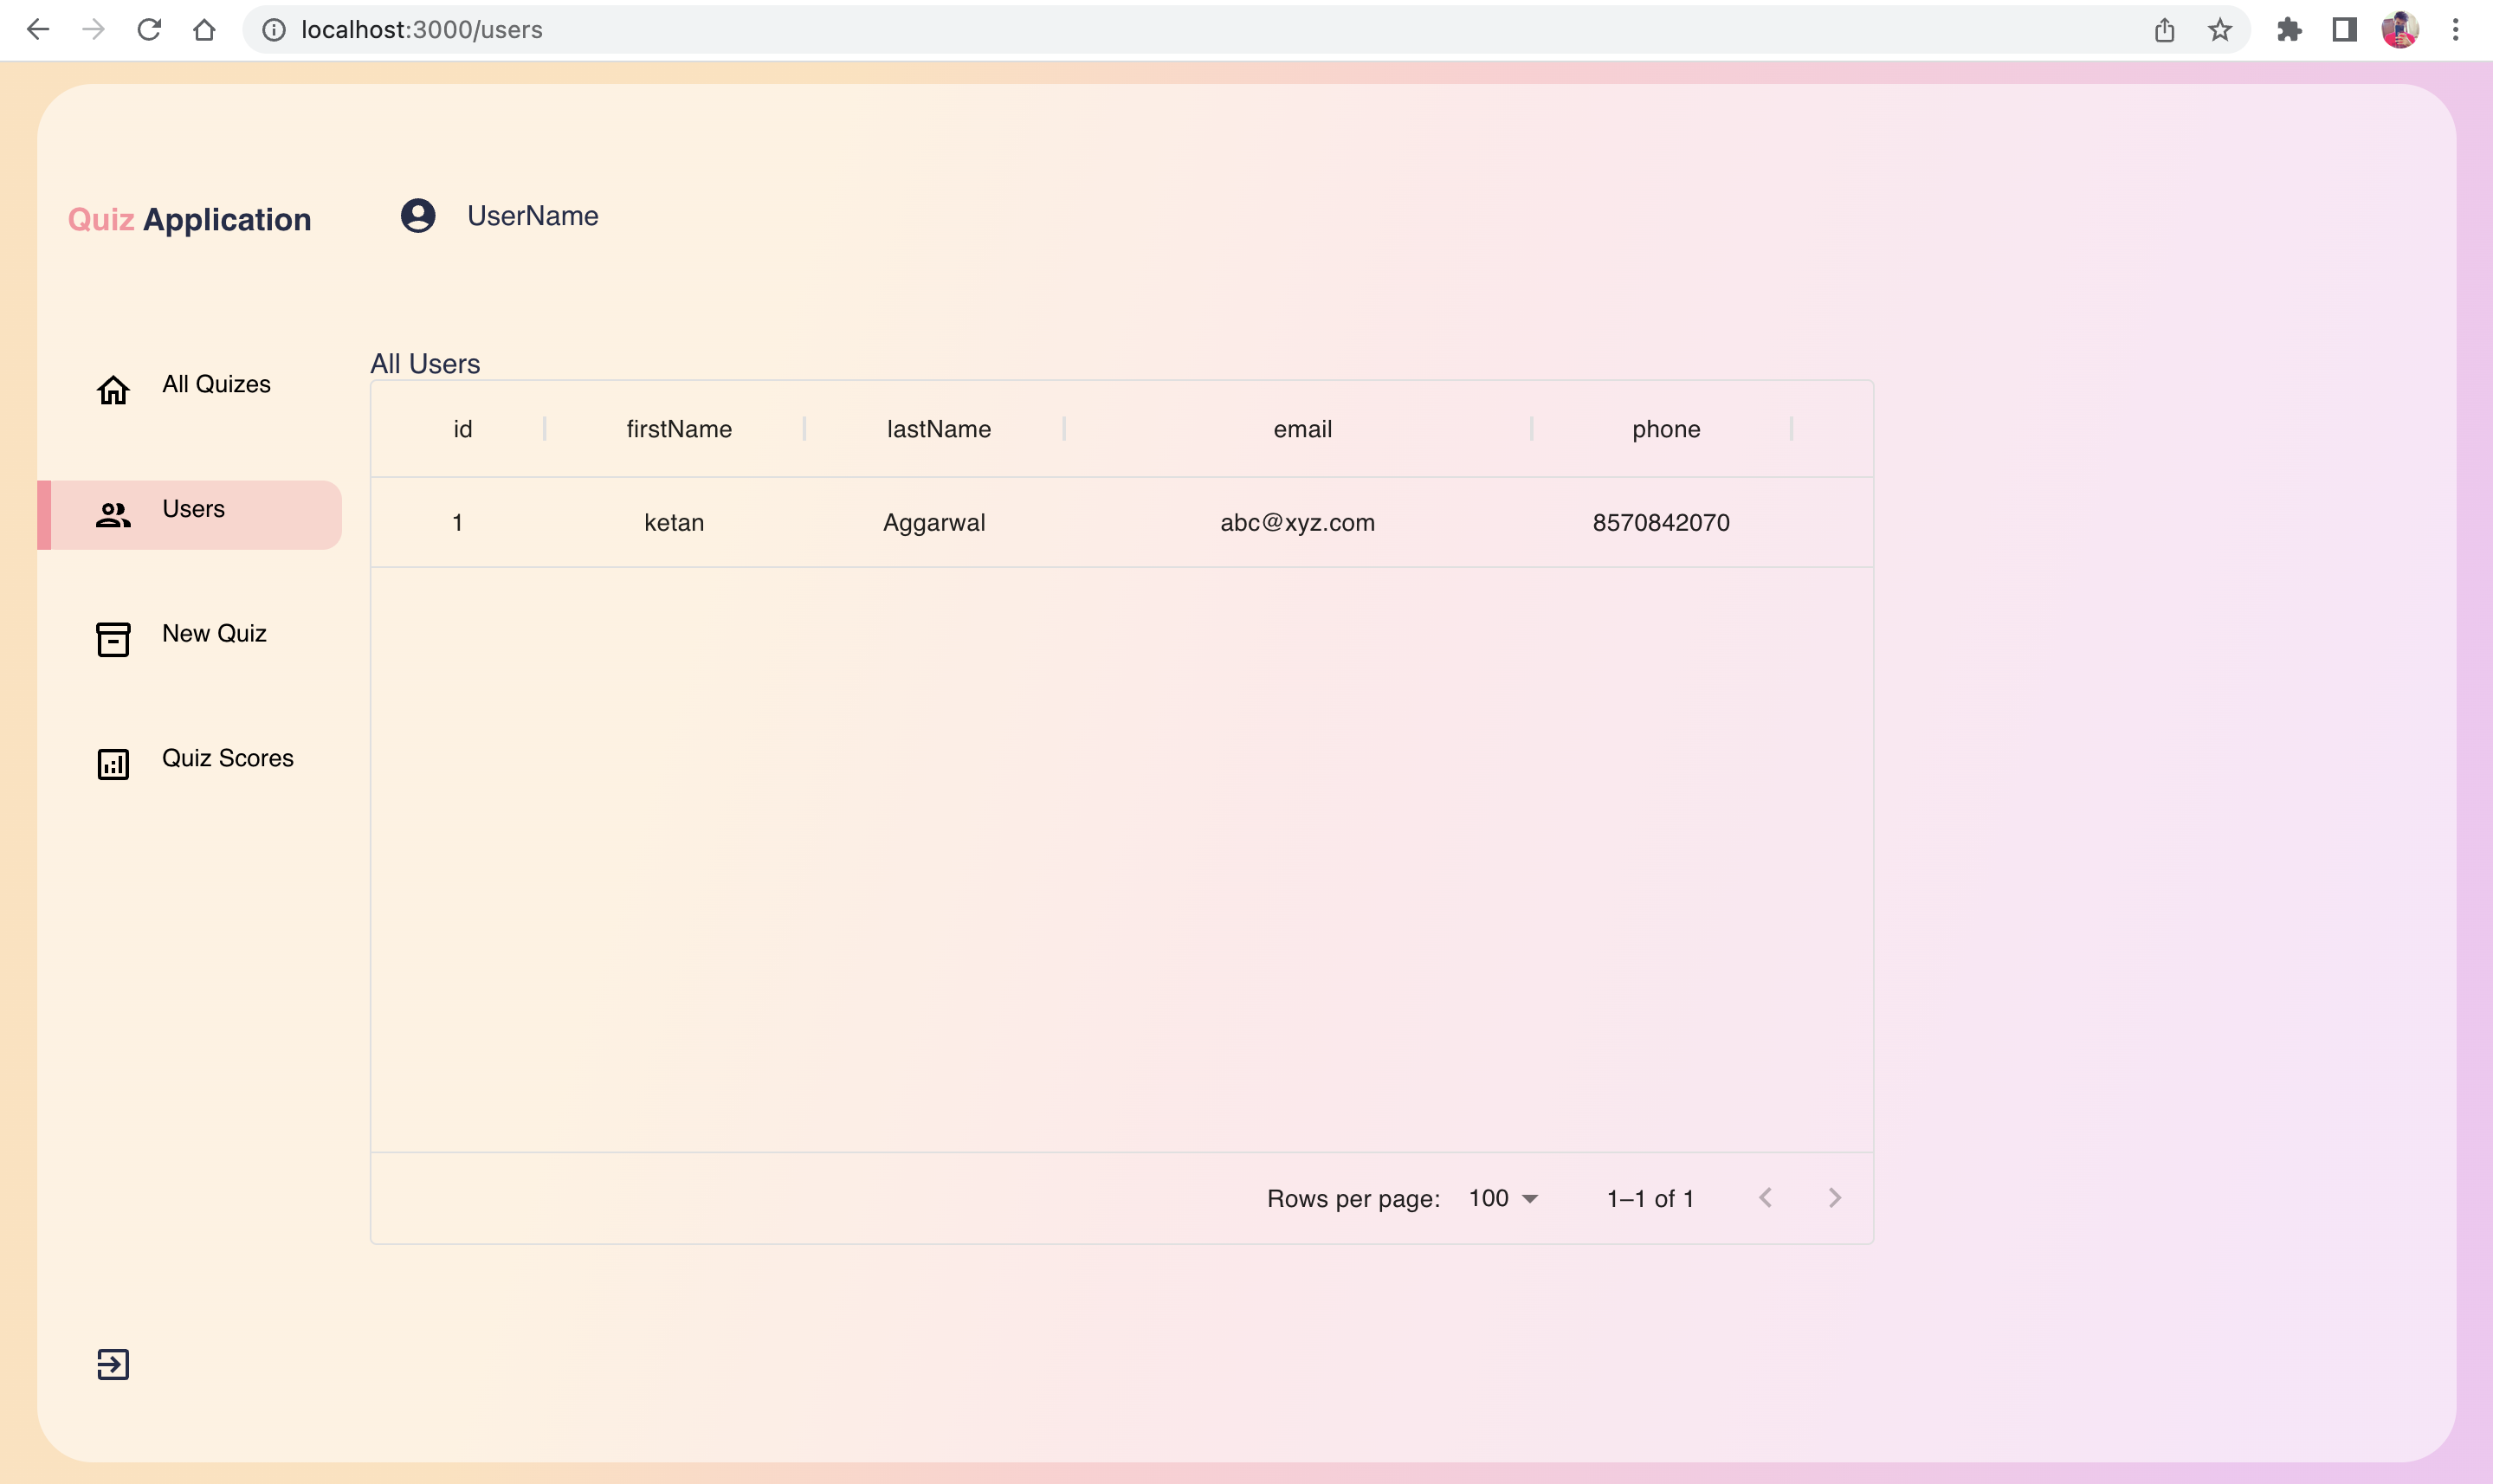 localhost:3000/users
Quiz Application
UserName
All Quizes
Users
New Quiz
Quiz Scores
All Users
id firstName lastName email phone
1 ketan Aggarwal abc@xyz.com 8570842070
Rows per page: 100 1–1 of 1